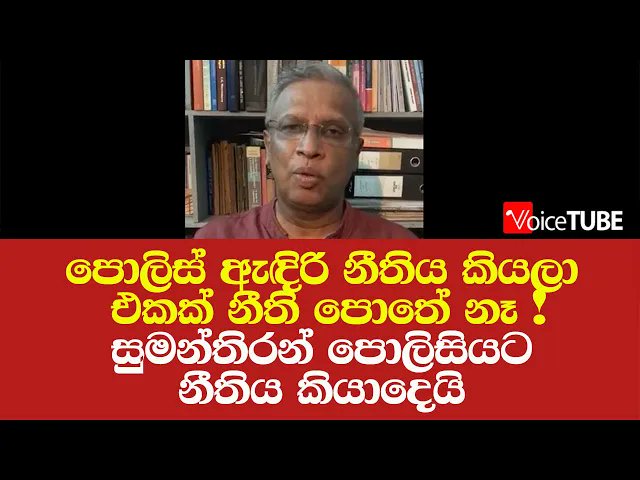 VoiceTUBE
පොලිස් ඇඳිරි නීතිය කියලා
එකක් නීති පොතේ නෑ !
සුමන්තිරන් පොලිසියට
නීතිය කියාදෙයි